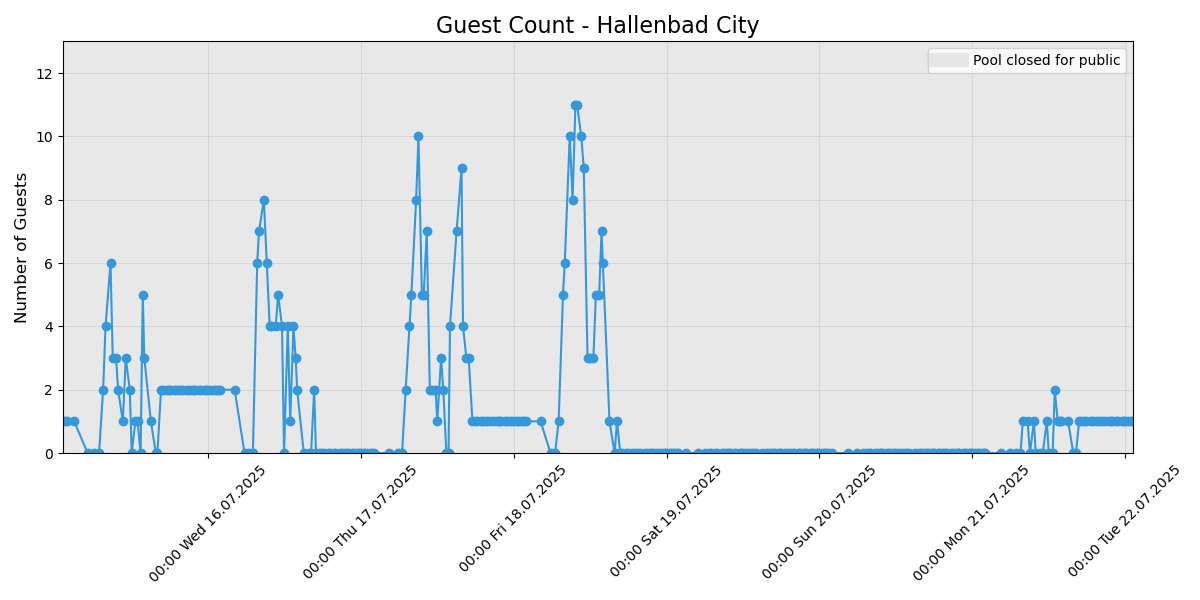 Guest Count - Hallenbad City
Pool closed for public
Number of Guests
12
10
8
6
4
2
0
00:00 Wed 16.07.2025
00:00 Thu 17.07.2025
00:00 Fri 18.07.2025
00:00 Sat 19.07.2025
00:00 Sun 20.07.2025
00:00 Mon 21.07.2025
00:00 Tue 22.07.2025